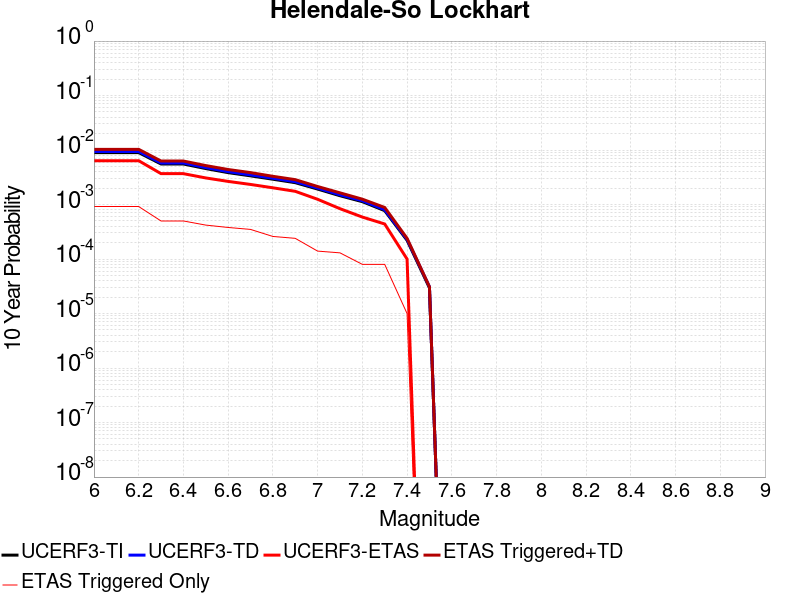 Helendale-So Lockhart
10^0
10^-1
10^-2
10^-3
10^-4
10^-5
10^-6
10^-7
10^-8
10 Year Probability
6 6.2 6.4 6.6 6.8 7 7.2 7.4 7.6 7.8 8 8.2 8.4 8.6 8.8 9
Magnitude
UCERF3-TI UCERF3-TD UCERF3-ETAS ETAS Triggered+TD
ETAS Triggered Only